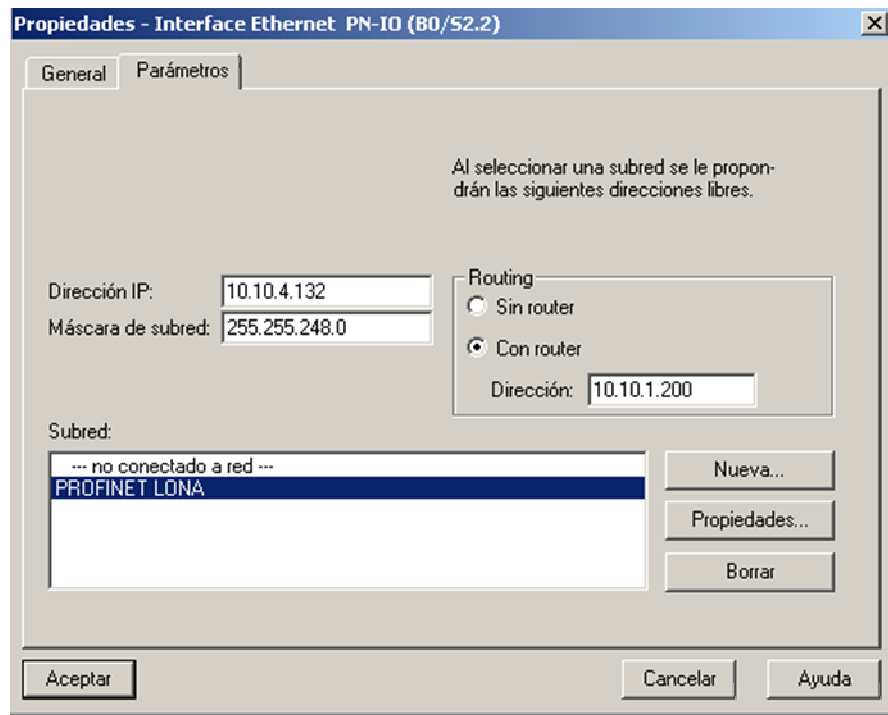 Propiedades - Interface Ethernet PN-IO (B0/S2.2)
General
Parámetros
Al seleccionar una subred se le propon-
drán las siguientes direcciones libres.
Dirección IP: 10.10.4.132
Máscara de subred: 255.255.248.0
Routing
Sin router
Con router
Dirección: 10.10.1.200
Subred:
--- no conectado a red ---
PROFINET LONA
Nueva...
Propiedades...
Borrar
Aceptar
Cancelar
Ayuda